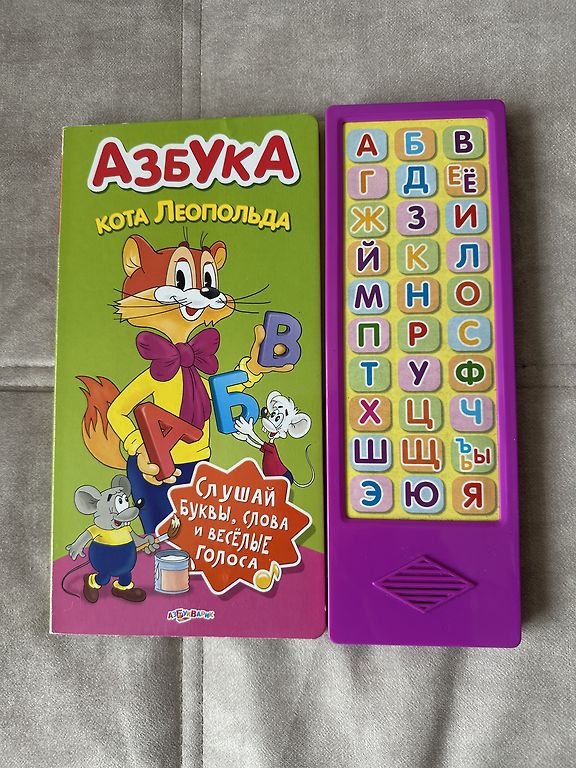 АЗБУКА
КОТА ЛЕОПОЛЬДА
В
Б
А
СЛУШАЙ
БУКВЫ, СЛОВА
И ВЕСЁЛЫЕ
ГОЛОСА
АЗБУКВАРИК
А Б В
Г Д ЕЁ
Ж З И
Й К Л
М Н О
П Р С
Т У Ф
Х Ц Ч
Ш Щ ЪЬЫ
Э Ю Я